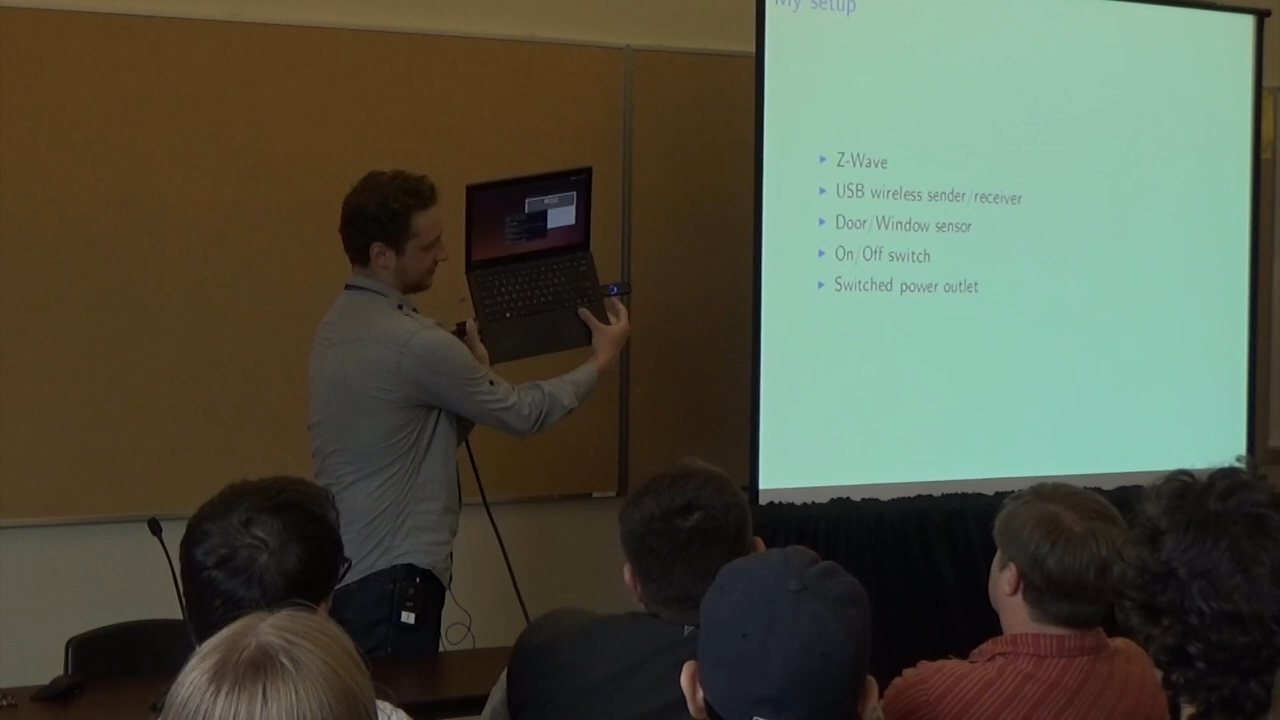 My setup
Z-Wave
USB wireless sender/receiver
Door/Window sensor
On/Off switch
Switched power outlet